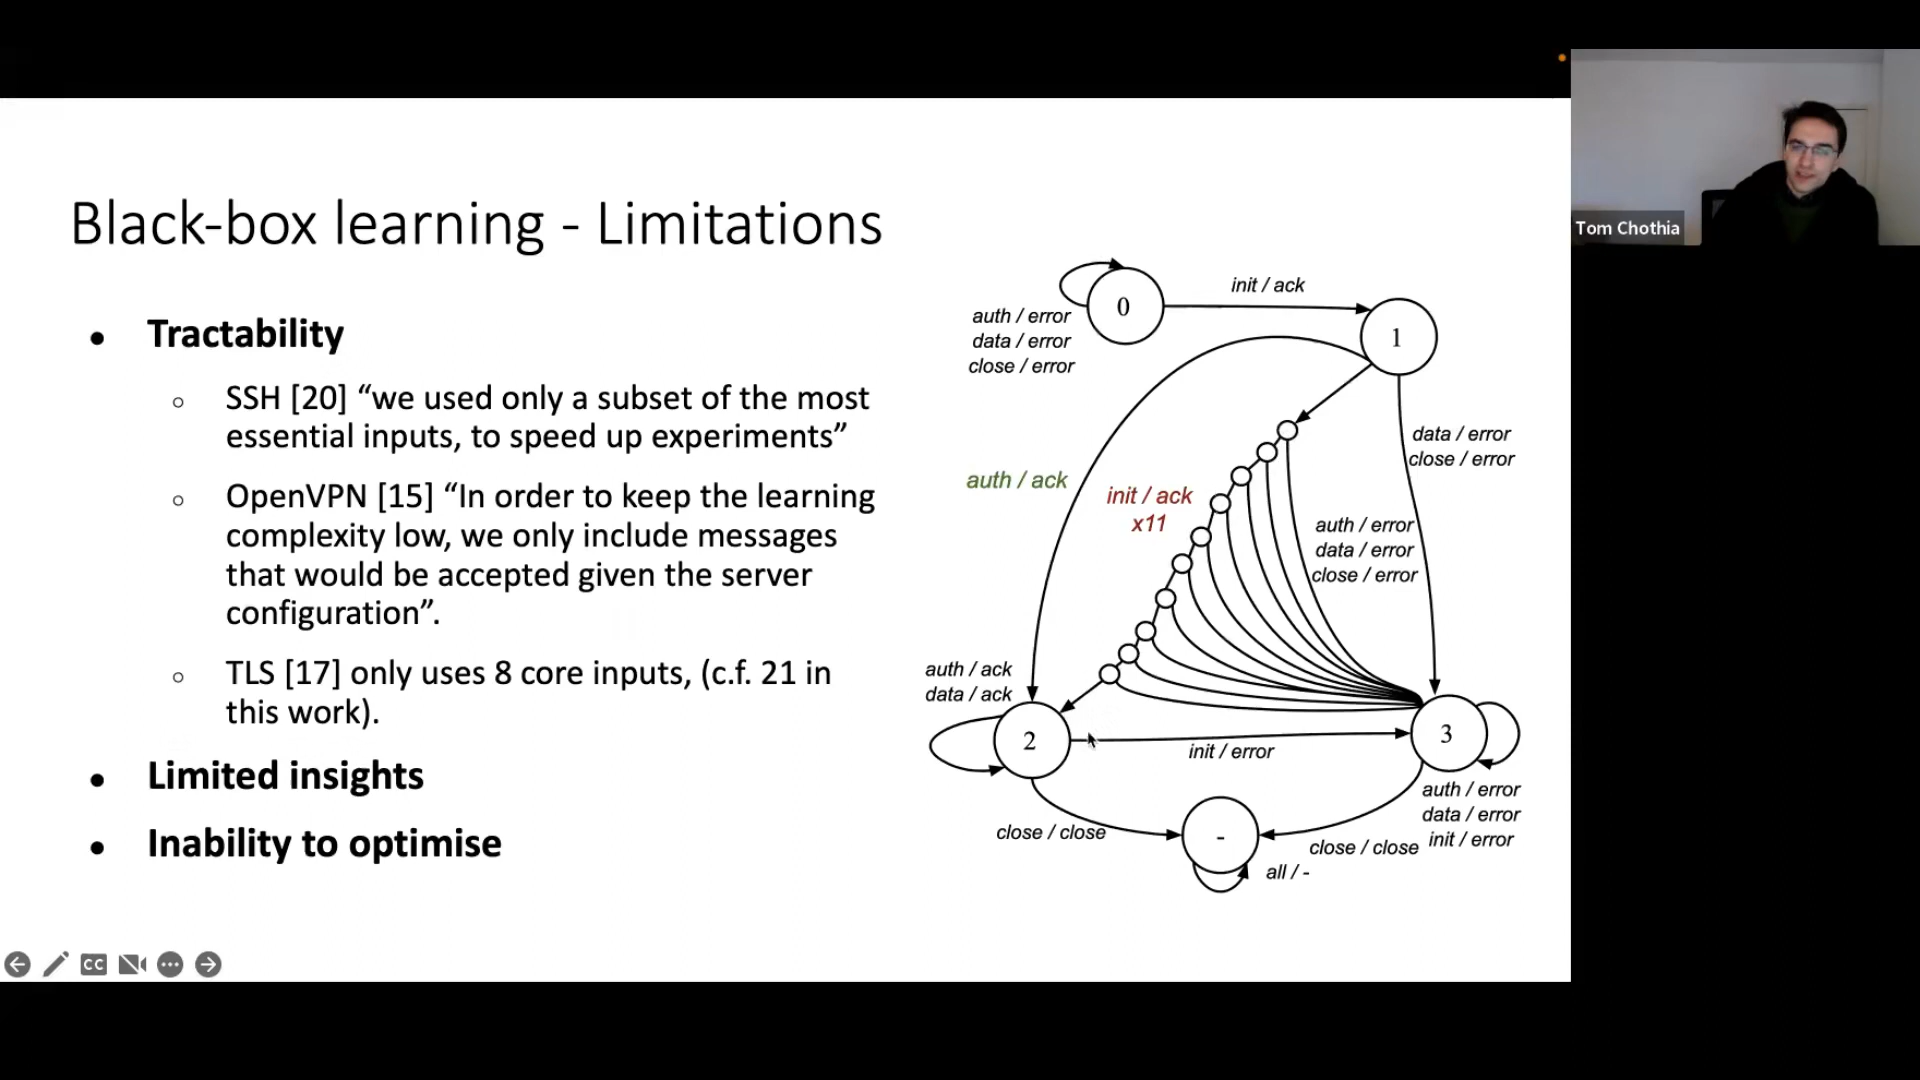 Tom Chothia
Black-box learning - Limitations
• Tractability
○ SSH [20] “we used only a subset of the most
essential inputs, to speed up experiments”
○ OpenVPN [15] “In order to keep the learning
complexity low, we only include messages
that would be accepted given the server
configuration”.
○ TLS [17] only uses 8 core inputs, (c.f. 21 in
this work).
• Limited insights
• Inability to optimise
0
init / ack
1
auth / error
data / error
close / error
data / error
close / error
auth / ack
init / ack
x11
auth / error
data / error
close / error
auth / ack
data / ack
2
init / error
3
auth / error
data / error
init / error
close / close
-
close / close
all / -
CC